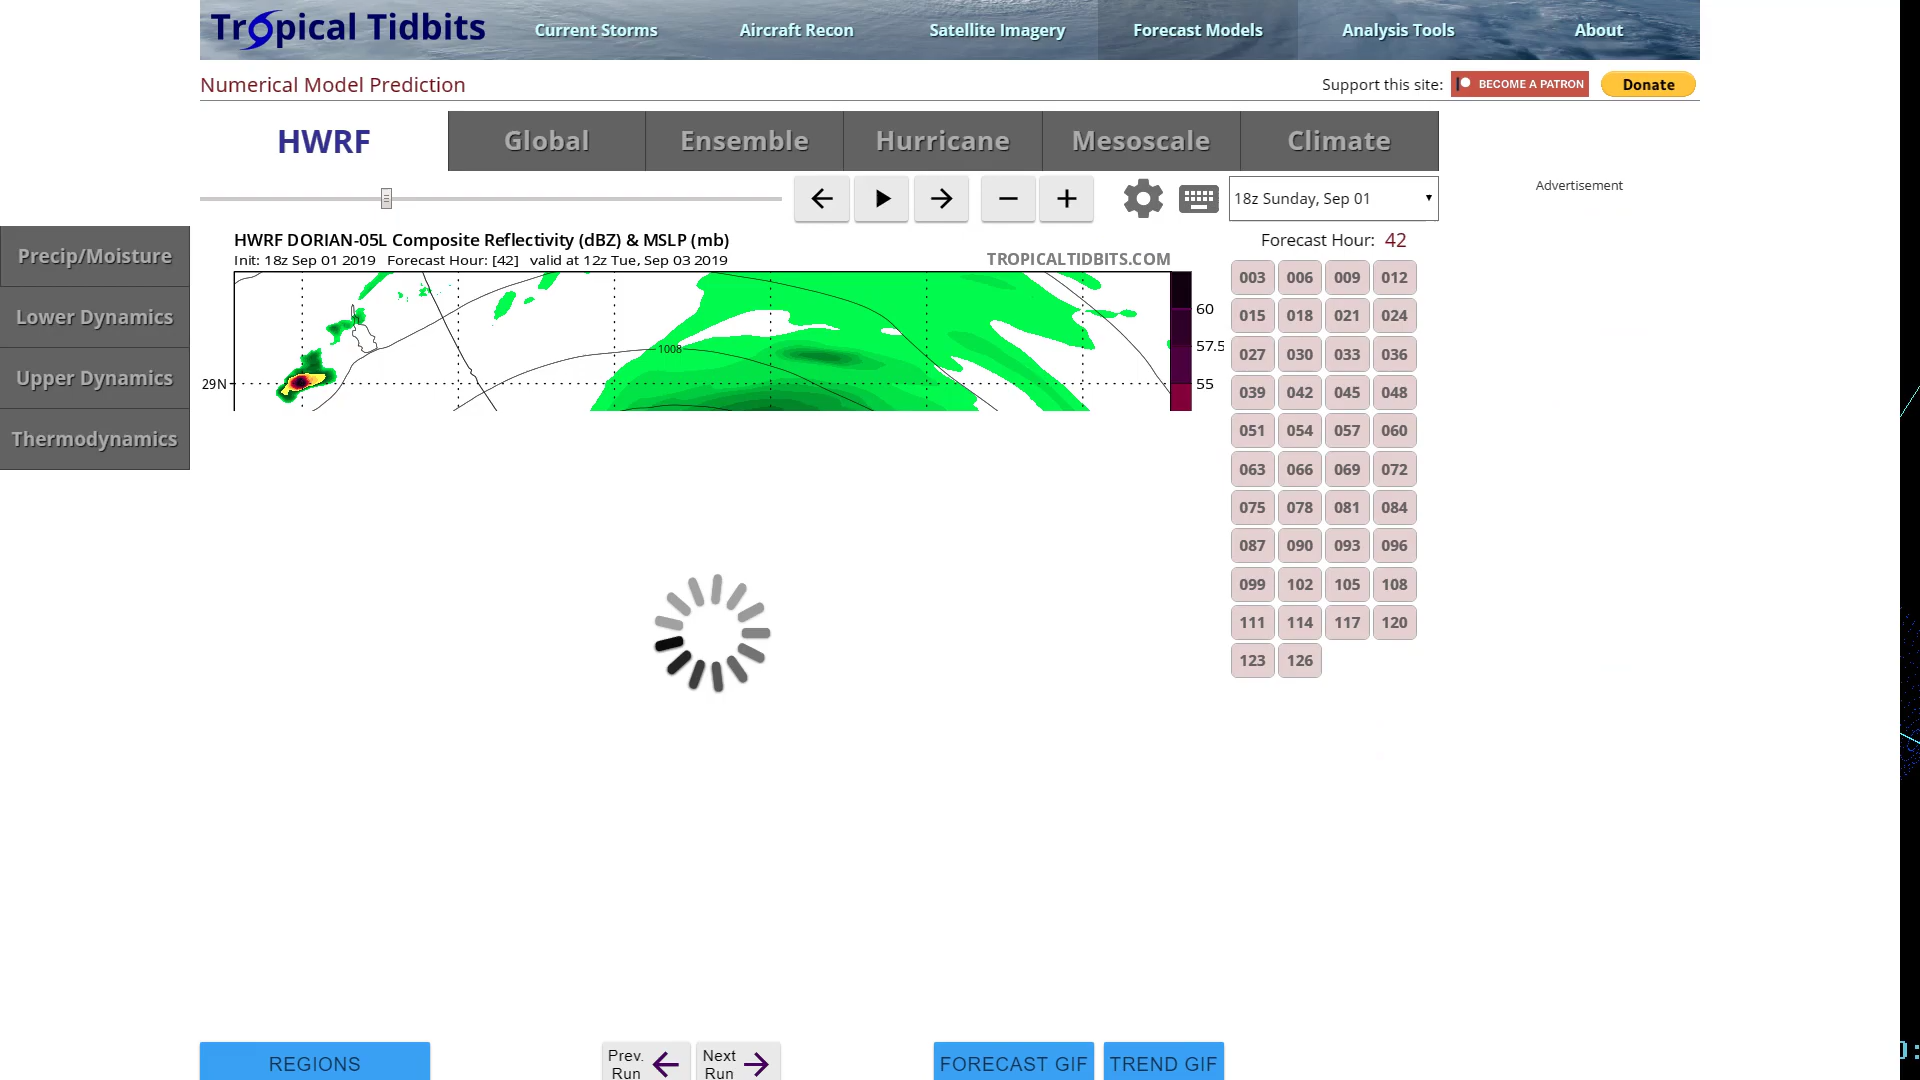 Tropical Tidbits
Current Storms
Aircraft Recon
Satellite Imagery
Forecast Models
Analysis Tools
About
Numerical Model Prediction
Support this site:
BECOME A PATRON
Donate
HWRF
Global
Ensemble
Hurricane
Mesoscale
Climate
18z Sunday, Sep 01
Advertisement
Precip/Moisture
Lower Dynamics
Upper Dynamics
Thermodynamics
HWRF DORIAN-05L Composite Reflectivity (dBZ) & MSLP (mb)
Init: 18z Sep 01 2019 Forecast Hour: [42] valid at 12z Tue, Sep 03 2019
TROPICALTIDBITS.COM
1008
29N
60
57.5
55
Forecast Hour: 42
003 006 009 012
015 018 021 024
027 030 033 036
039 042 045 048
051 054 057 060
063 066 069 072
075 078 081 084
087 090 093 096
099 102 105 108
111 114 117 120
123 126
REGIONS
Prev.
Run
Next
Run
FORECAST GIF
TREND GIF